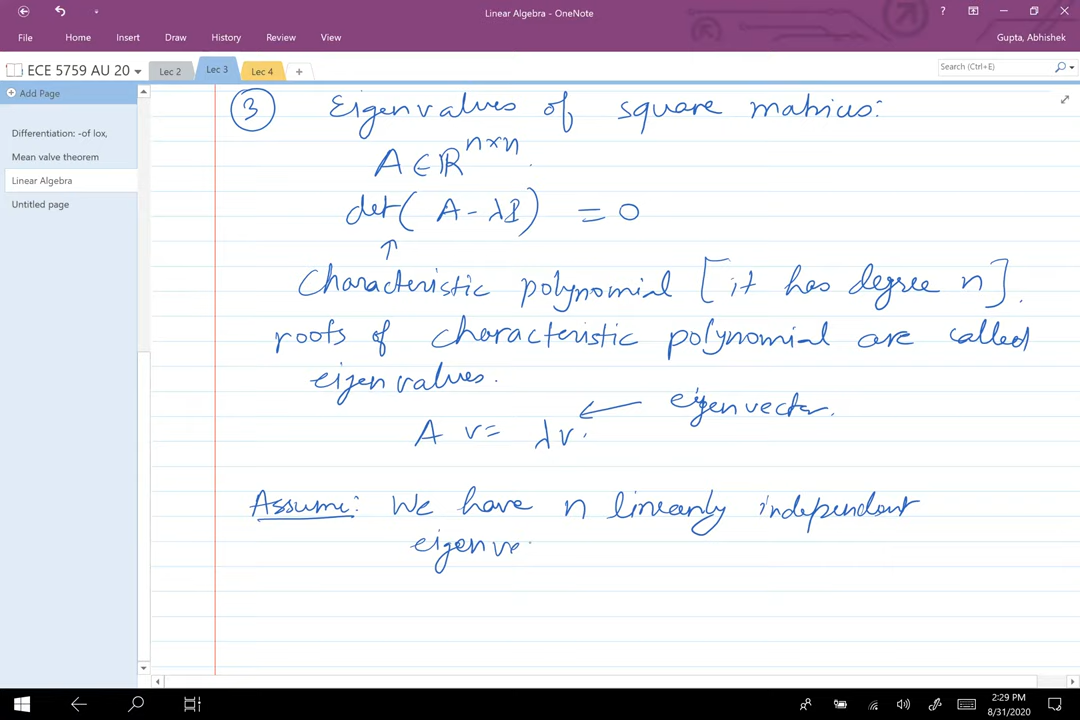 Linear Algebra - OneNote
?
File Home Insert Draw History Review View
Gupta, Abhishek
ECE 5759 AU 20
Lec 2 Lec 3 Lec 4 +
Search (Ctrl+E)
Add Page
Differentiation: -of lox,
Mean valve theorem
Linear Algebra
Untitled page
③ Eigenvalues of square matrices:
A ∈ ℝ^{n×n}.
det( A - λI ) = 0
↑
Characteristic polynomial [it has degree n].
roots of characteristic polynomial are called
eigenvalues.
← eigenvector.
A v = λv.
Assume: We have n linearly independent
eigenve
2:29 PM
8/31/2020